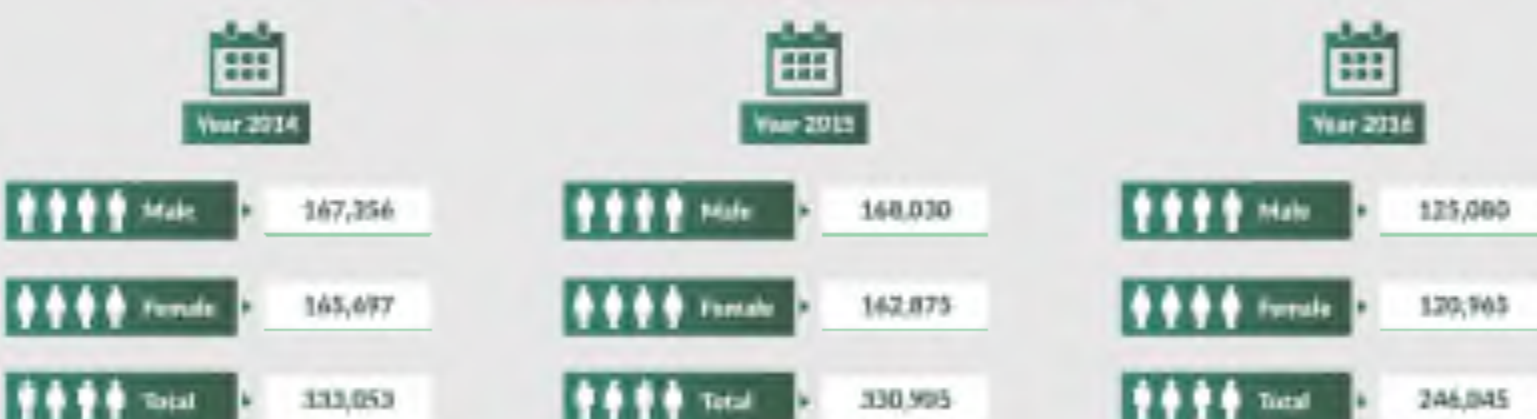 Year 2014 Year 2015 Year 2016
Male 167,356 Male 168,030 Male 125,080
Female 165,697 Female 162,875 Female 120,965
Total 333,053 Total 330,905 Total 246,045